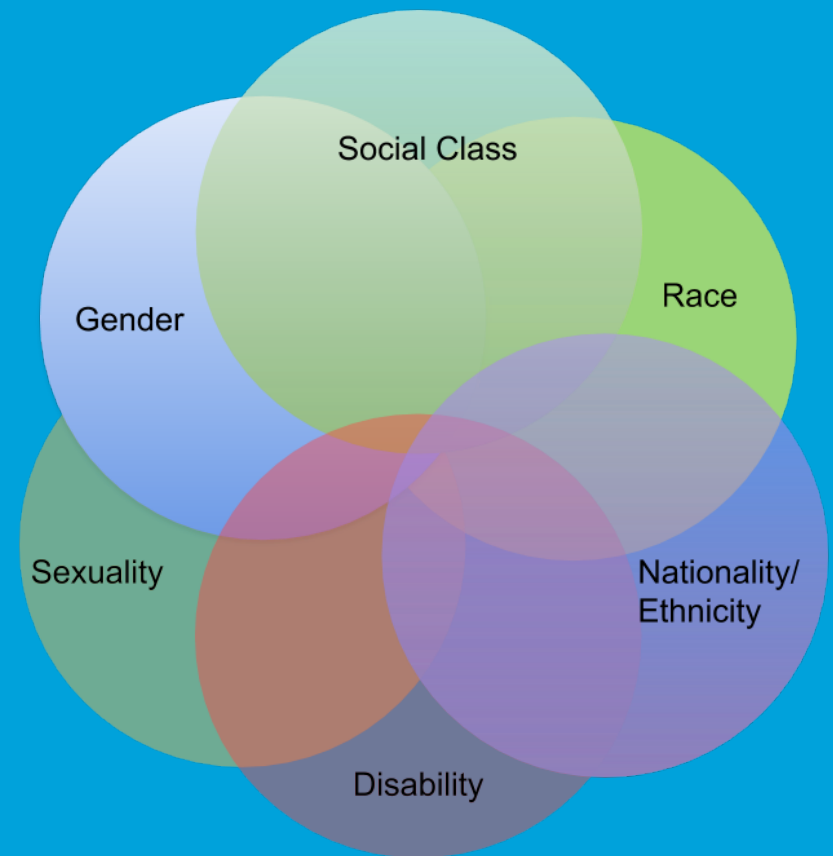 Social Class
Race
Gender
Sexuality
Nationality/
Ethnicity
Disability